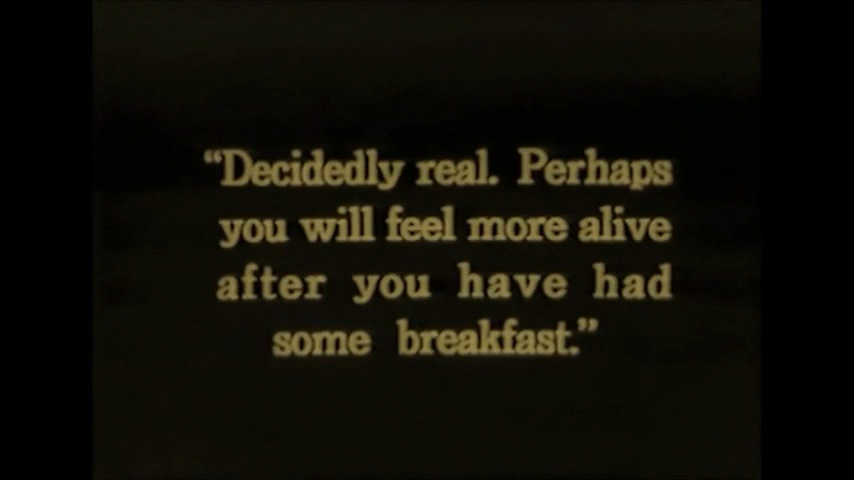 “Decidedly real. Perhaps
you will feel more alive
after you have had
some breakfast.”